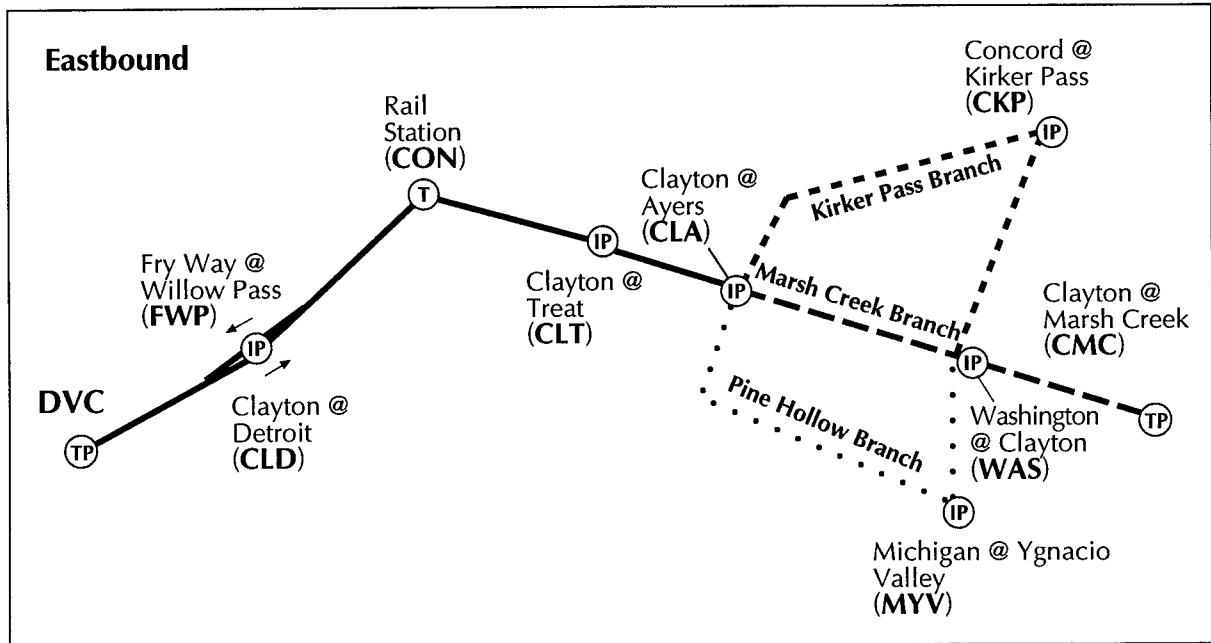 Eastbound
Concord @
Kirker Pass
(CKP)
IP
Rail
Station
(CON)
T
Kirker Pass Branch
Clayton @
Ayers
(CLA)
IP
Fry Way @
Willow Pass
(FWP)
IP
Clayton @
Treat
(CLT)
IP
Marsh Creek Branch
Clayton @
Marsh Creek
(CMC)
TP
DVC
TP
Clayton @
Detroit
(CLD)
Pine Hollow Branch
IP
Washington
@ Clayton
(WAS)
IP
Michigan @ Ygnacio
Valley
(MYV)